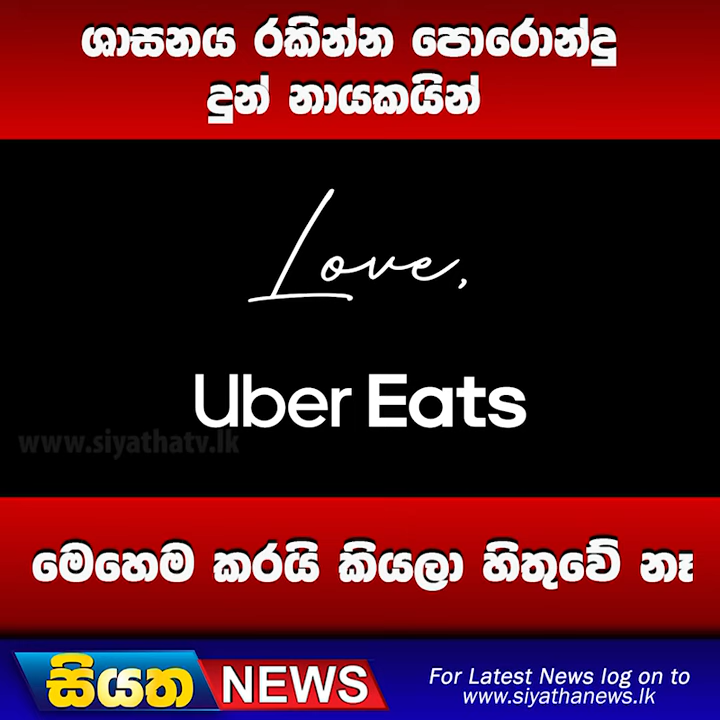 ශාසනය රකින්න පොරොන්දු
දුන් නායකයින්
Love,
Uber Eats
www.siyathatv.lk
මෙහෙම කරයි කියලා හිතුවේ නෑ
සියත NEWS
For Latest News log on to
www.siyathanews.lk